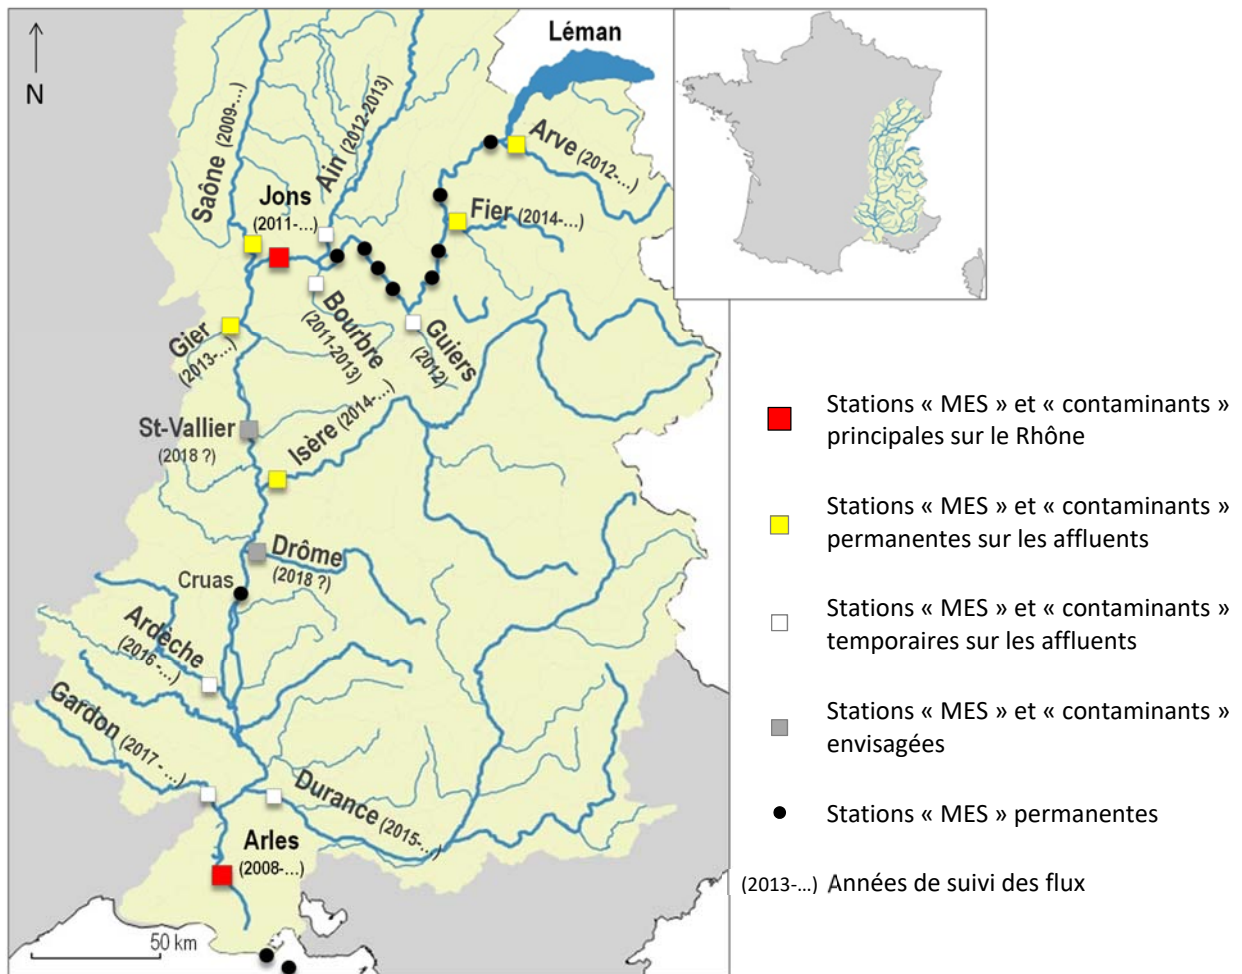 Léman
N
Saône (2009-...)
Ain (2012-2013)
Arve (2012-...)
Jons
(2011-...)
Fier (2014-...)
Gier
(2013-...)
Bourbre
(2011-2013)
Guiers
(2012)
St-Vallier
(2018 ?)
Isère (2014-...)
Drôme
(2018 ?)
Cruas
Ardèche
(2016 -...)
Gardon (2017 - ...)
Durance (2015-...)
Arles
(2008-...)
50 km
Stations « MES » et « contaminants »
principales sur le Rhône
Stations « MES » et « contaminants »
permanentes sur les affluents
Stations « MES » et « contaminants »
temporaires sur les affluents
Stations « MES » et « contaminants »
envisagées
Stations « MES » permanentes
(2013-...) Années de suivi des flux